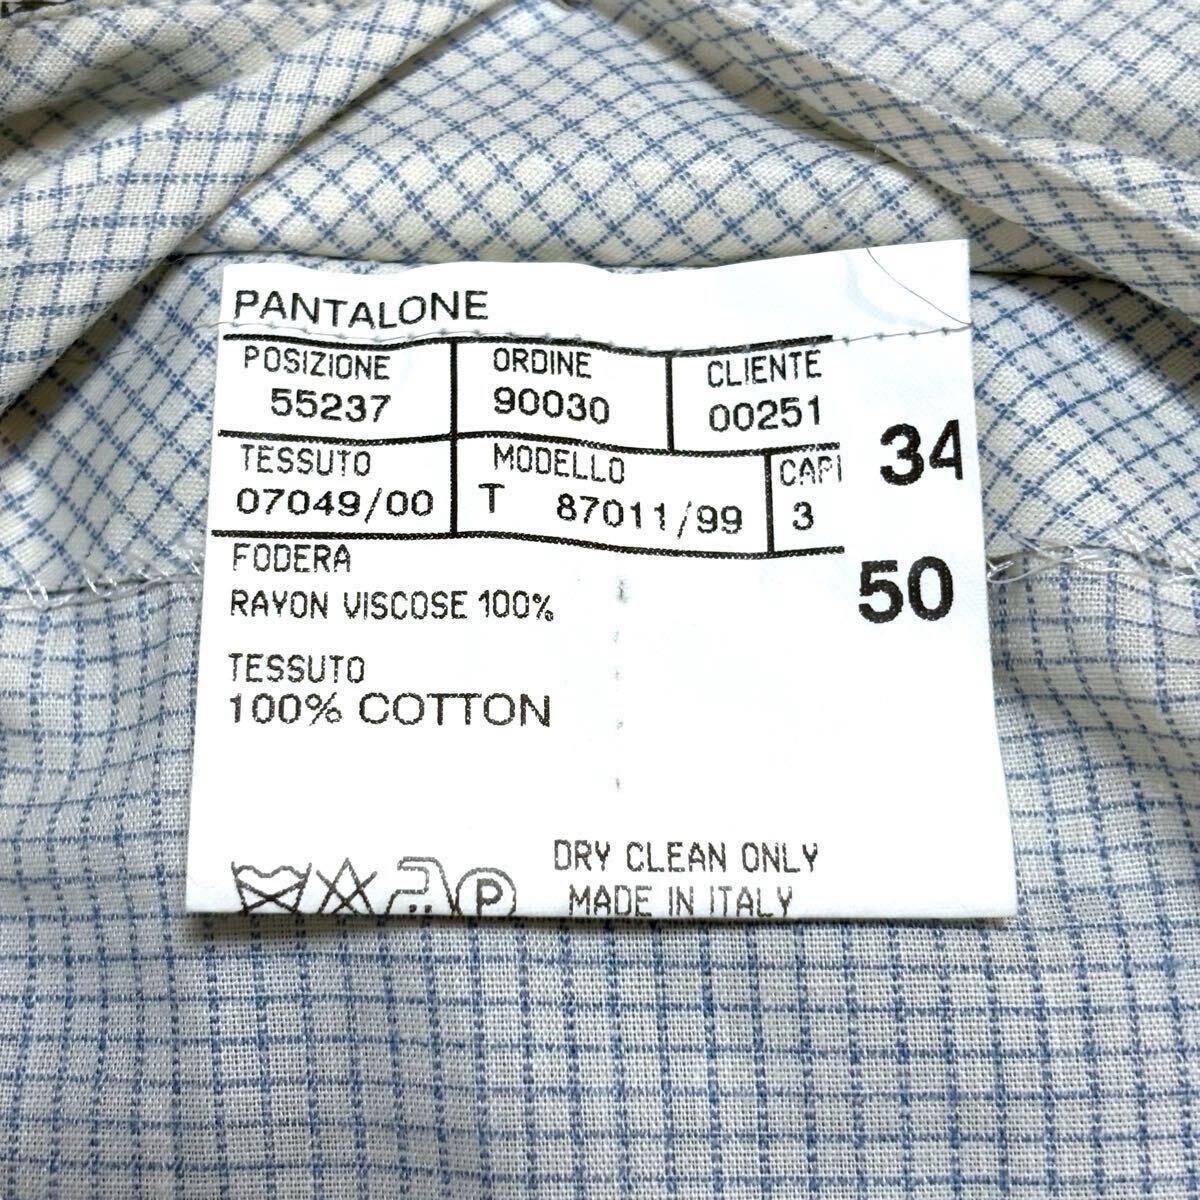 PANTALONE
POSIZIONE ORDINE CLIENTE
55237 90030 00251
34
TESSUTO MODELLO CAPI
07049/00 T 87011/99 3
50
FODERA
RAYON VISCOSE 100%
TESSUTO
100% COTTON
DRY CLEAN ONLY
P MADE IN ITALY